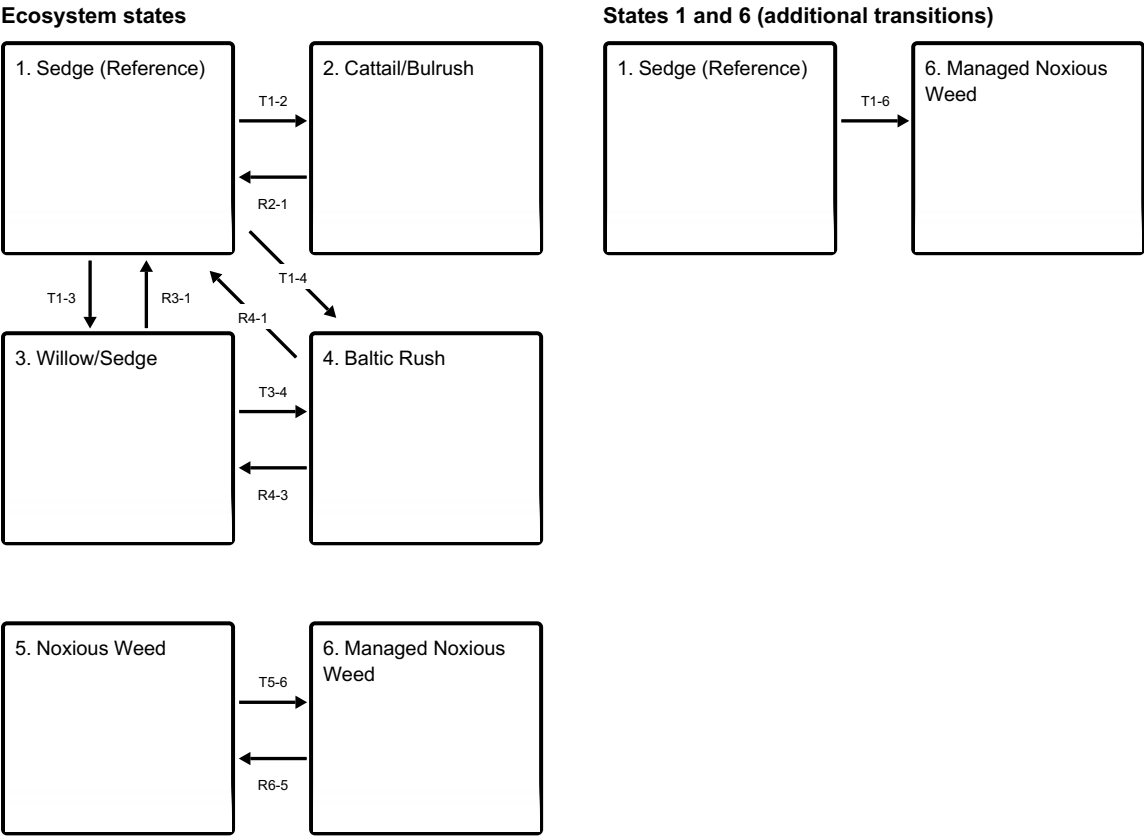 Ecosystem states
1. Sedge (Reference)
T1-2
2. Cattail/Bulrush
R2-1
T1-4
T1-3
R3-1
R4-1
3. Willow/Sedge
T3-4
4. Baltic Rush
R4-3
5. Noxious Weed
T5-6
6. Managed Noxious
Weed
R6-5
States 1 and 6 (additional transitions)
1. Sedge (Reference)
T1-6
6. Managed Noxious
Weed